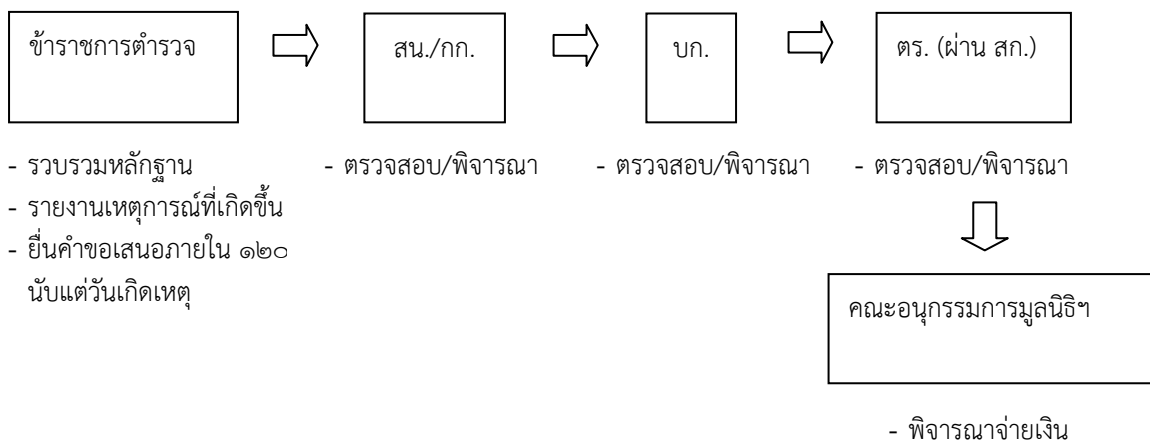 ข้าราชการตำรวจ
สน./กก.
บก.
ตร. (ผ่าน สก.)
- รวบรวมหลักฐาน
- รายงานเหตุการณ์ที่เกิดขึ้น
- ยื่นคำขอเสนอภายใน ๑๒๐
นับแต่วันเกิดเหตุ
- ตรวจสอบ/พิจารณา
- ตรวจสอบ/พิจารณา
- ตรวจสอบ/พิจารณา
คณะอนุกรรมการมูลนิธิฯ
- พิจารณาจ่ายเงิน